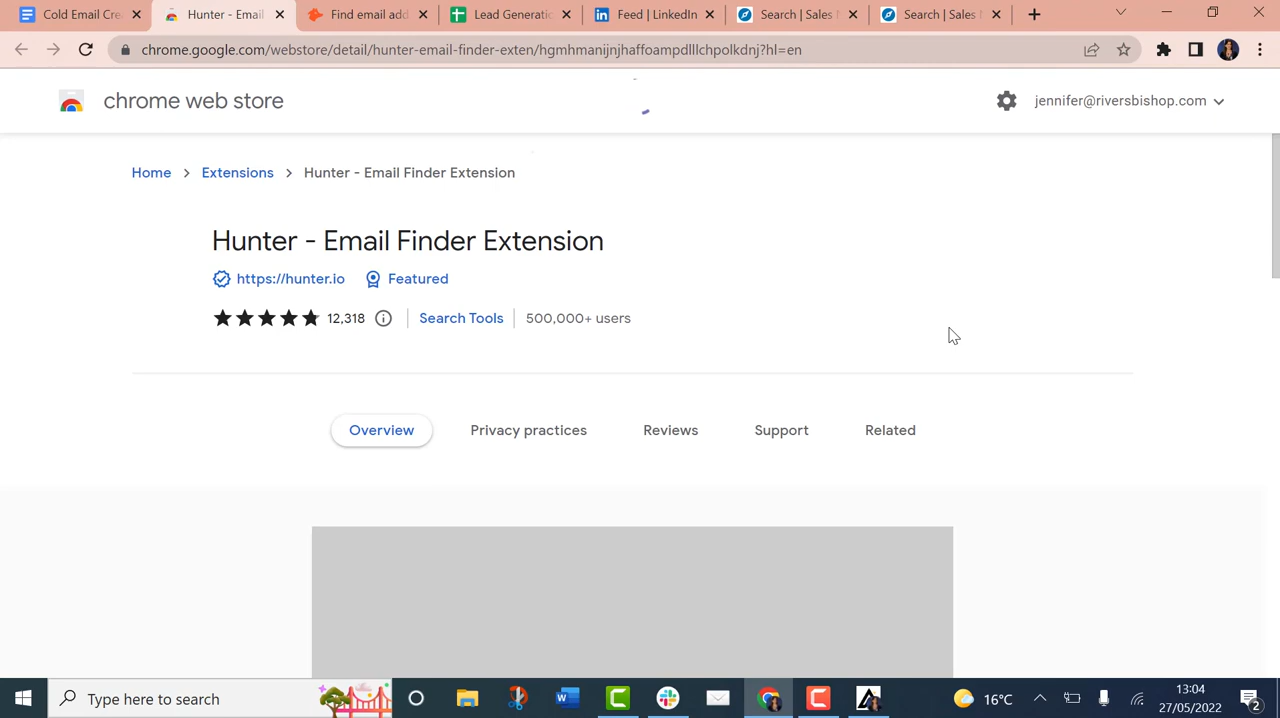 Cold Email Cre
Hunter - Email
Find email add
Lead Generatio
Feed | LinkedIn
Search | Sales N
Search | Sales N
chrome.google.com/webstore/detail/hunter-email-finder-exten/hgmhmanijnjhaffoampdlllchpolkdnj?hl=en
chrome web store
jennifer@riversbishop.com
Home > Extensions > Hunter - Email Finder Extension
Hunter - Email Finder Extension
https://hunter.io Featured
12,318 Search Tools 500,000+ users
Overview Privacy practices Reviews Support Related
Type here to search
16°C
13:04
27/05/2022
2